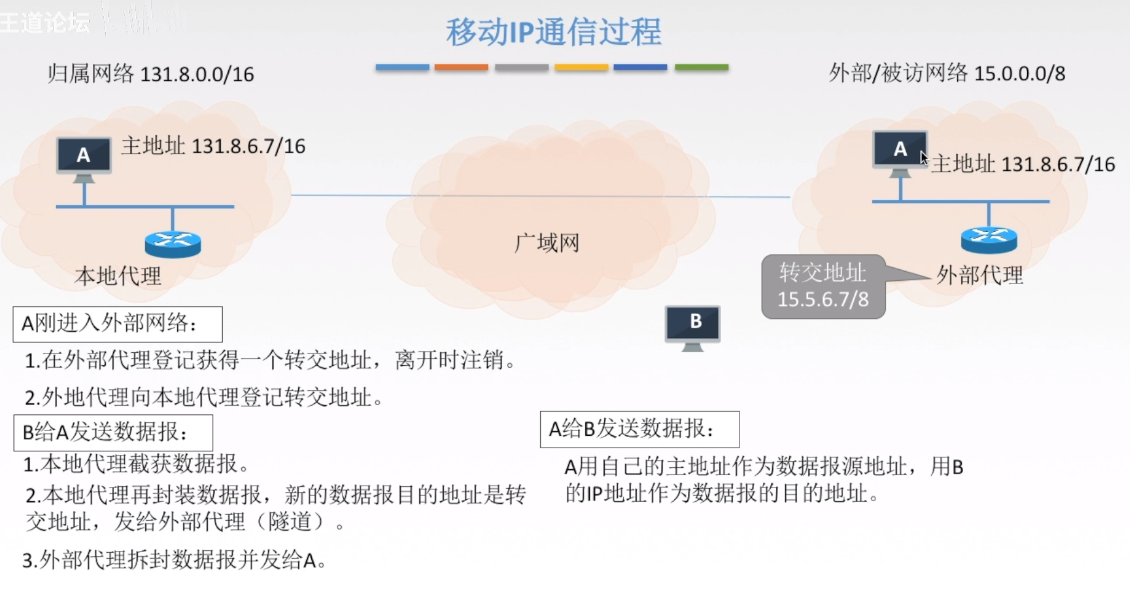 王道论坛
移动IP通信过程
归属网络 131.8.0.0/16
外部/被访网络 15.0.0.0/8
A
主地址 131.8.6.7/16
A
主地址 131.8.6.7/16
广域网
本地代理
转交地址
15.5.6.7/8
外部代理
B
A刚进入外部网络：
1.在外部代理登记获得一个转交地址，离开时注销。
2.外地代理向本地代理登记转交地址。
B给A发送数据报：
1.本地代理截获数据报。
2.本地代理再封装数据报，新的数据报目的地址是转
交地址，发给外部代理（隧道）。
3.外部代理拆封数据报并发给A。
A给B发送数据报：
A用自己的主地址作为数据报源地址，用B
的IP地址作为数据报的目的地址。